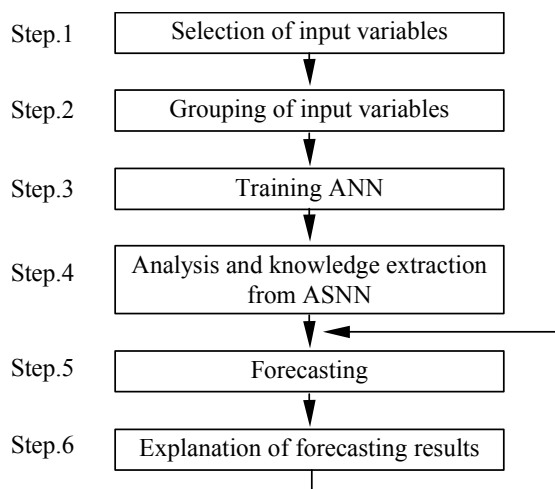 Step.1 Selection of input variables
Step.2 Grouping of input variables
Step.3 Training ANN
Step.4 Analysis and knowledge extraction
from ASNN
Step.5 Forecasting
Step.6 Explanation of forecasting results